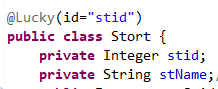 @Lucky(id="stid")
public class Stort {
private Integer stid;
private String stName;